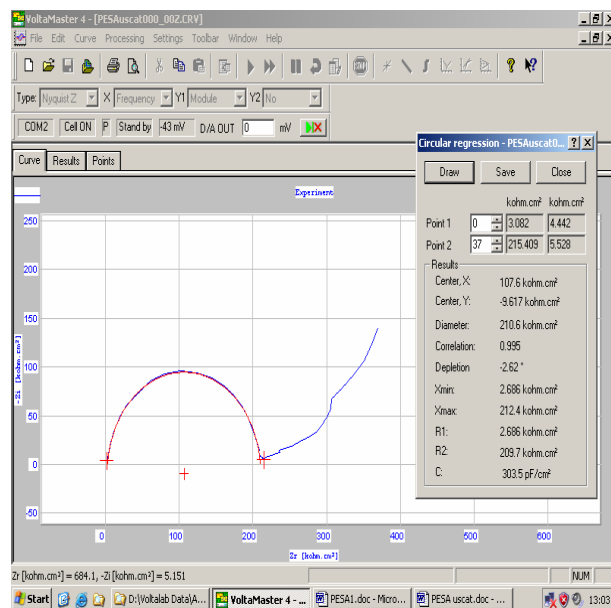 VoltaMaster 4 - [PESAuscat000_00Z.CRV]
File Edit Curve Processing Settings Toolbar Window Help
Type: Nyquist Z X Frequency Y1 Module Y2 No
COM2 Cell ON P Stand by -43 mV D/A OUT 0 mV
Curve Results Points
Experiment
250
200
150
100
50
0
-50
-Zi [kohm.cm²]
0 100 200 300 400 500 600
Zr [kohm.cm²]
Circular regression - PESAuscat0...
Draw Save Close
kohm.cm² kohm.cm²
Point 1 0 3.082 4.442
Point 2 37 215.409 5.528
Results
Center, X: 107.6 kohm.cm²
Center, Y: -9.617 kohm.cm²
Diameter: 210.6 kohm.cm²
Correlation: 0.995
Depletion -2.62 °
Xmin: 2.686 kohm.cm²
Xmax: 212.4 kohm.cm²
R1: 2.686 kohm.cm²
R2: 209.7 kohm.cm²
C: 303.5 pF/cm²
Zr [kohm.cm²] = 684.1, -Zi [kohm.cm²] = 5.151
NUM
Start D:\Voltalab Data\A... VoltaMaster 4 - ... PESA1.doc - Micro... PESA uscat.doc - ... 13:03